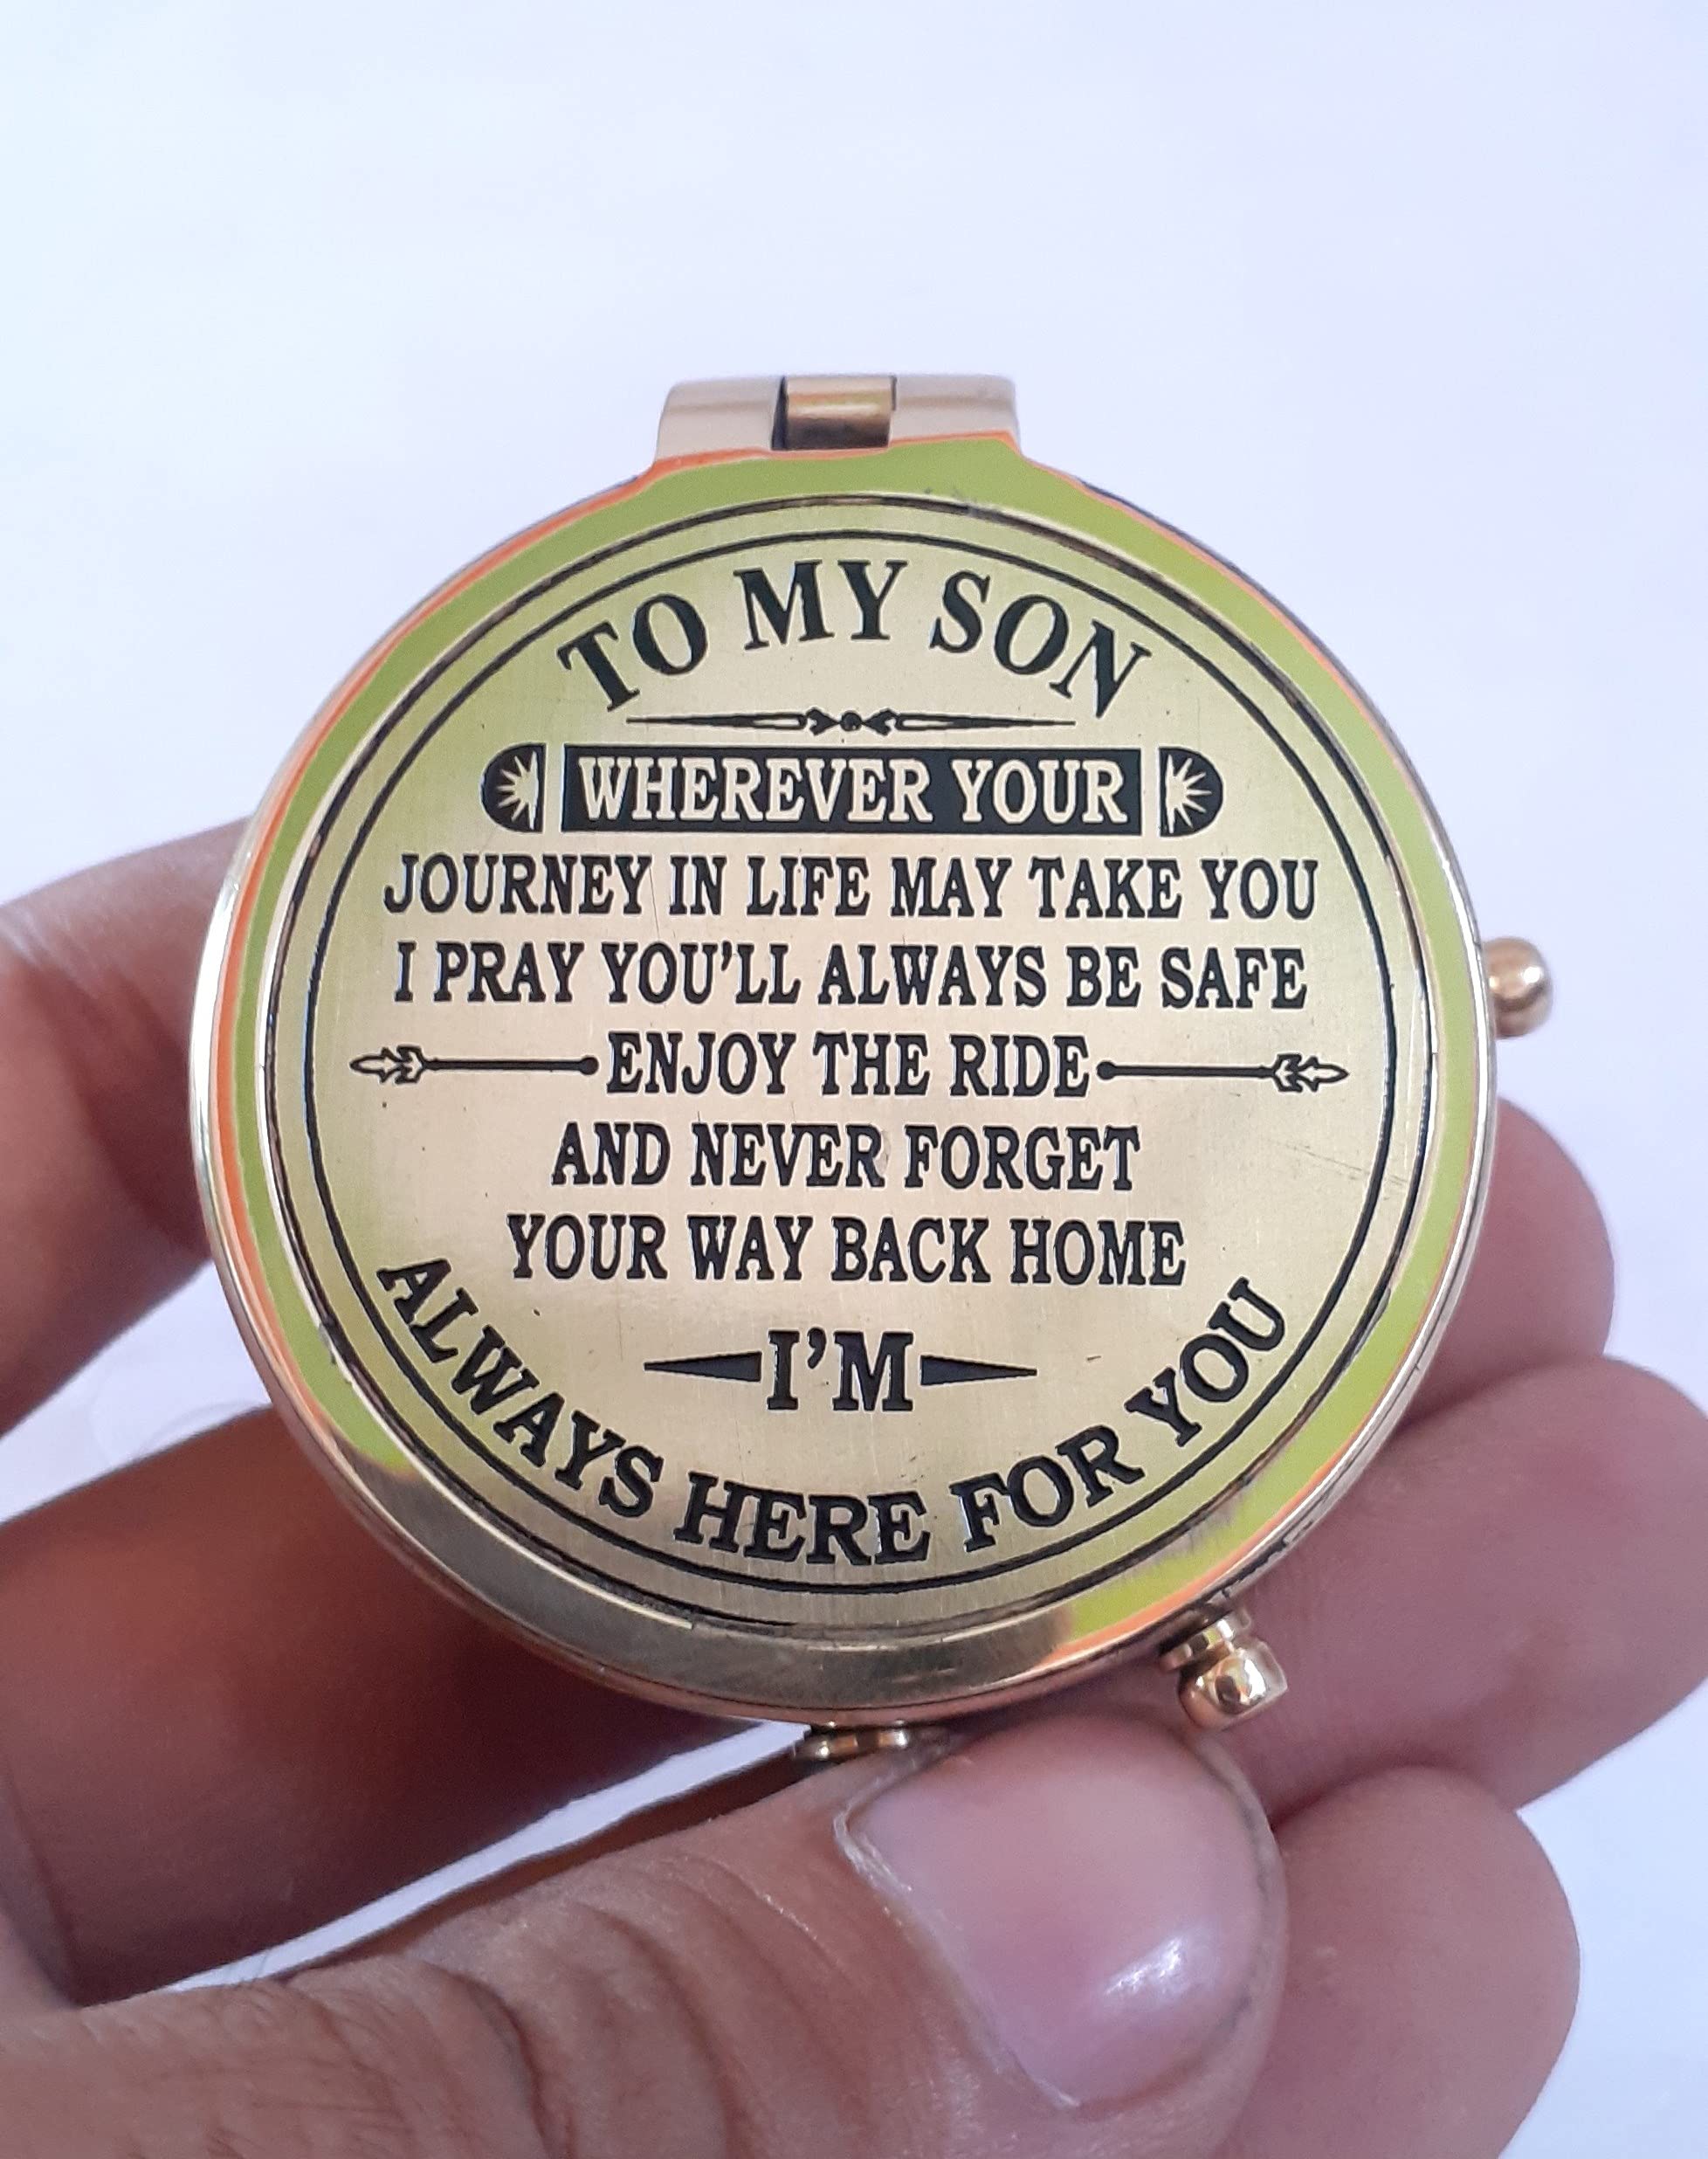 TO MY SON
WHEREVER YOUR
JOURNEY IN LIFE MAY TAKE YOU
I PRAY YOU'LL ALWAYS BE SAFE
ENJOY THE RIDE
AND NEVER FORGET
YOUR WAY BACK HOME
I'M
ALWAYS HERE FOR YOU